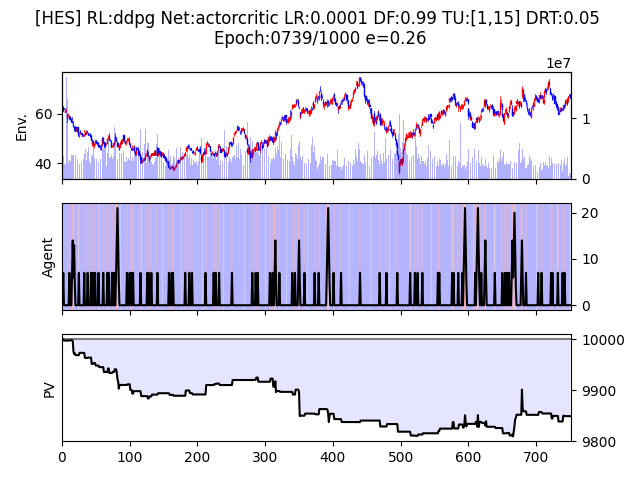 [HES] RL:ddpg Net:actorcritic LR:0.0001 DF:0.99 TU:[1,15] DRT:0.05
Epoch:0739/1000 e=0.26
1e7
Env.
60
40
1
0
Agent
20
10
0
PV
10000
9900
9800
0 100 200 300 400 500 600 700